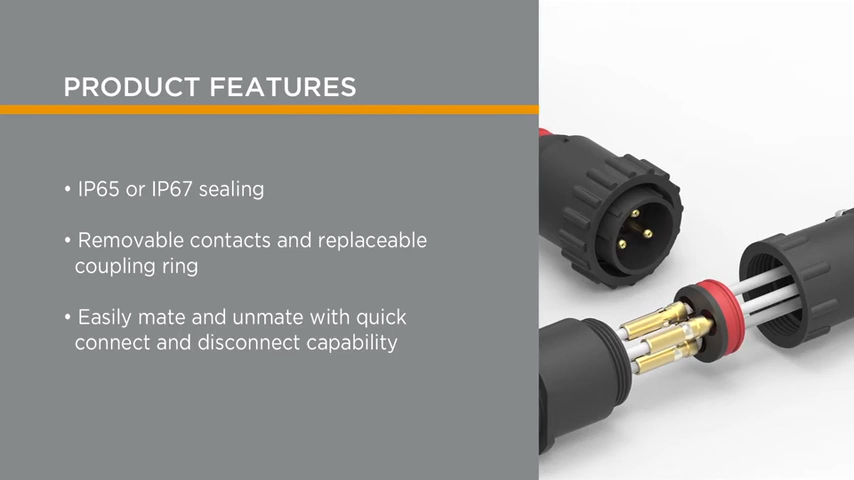 PRODUCT FEATURES
• IP65 or IP67 sealing
• Removable contacts and replaceable
coupling ring
• Easily mate and unmate with quick
connect and disconnect capability